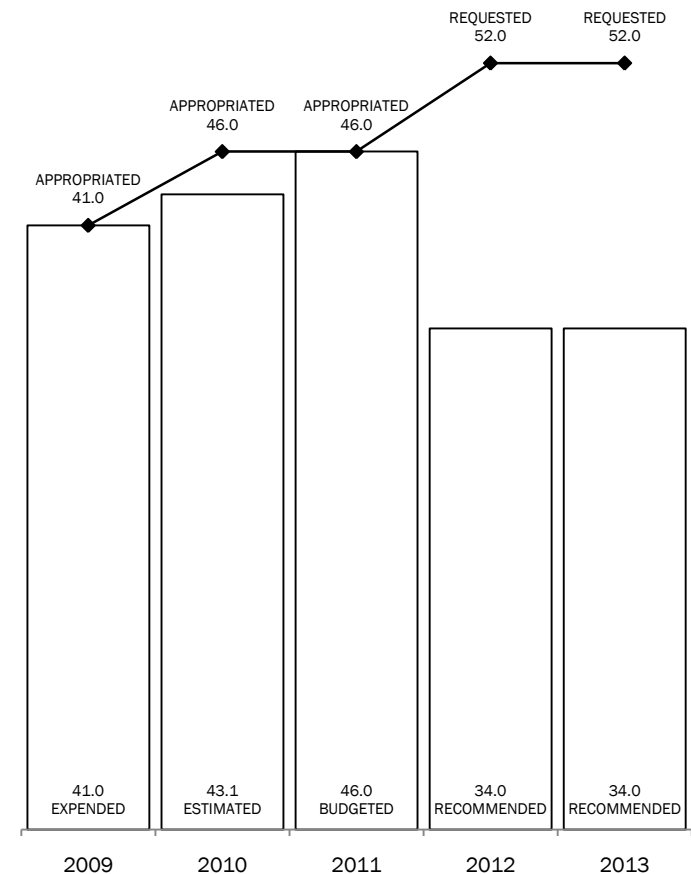 REQUESTED
52.0
REQUESTED
52.0
APPROPRIATED
46.0
APPROPRIATED
46.0
APPROPRIATED
41.0
41.0
EXPENDED
43.1
ESTIMATED
46.0
BUDGETED
34.0
RECOMMENDED
34.0
RECOMMENDED
2009
2010
2011
2012
2013